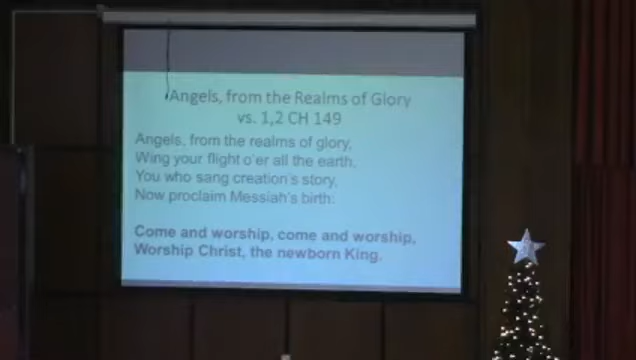 Angels, from the Realms of Glory
vs. 1,2 CH 149
Angels, from the realms of glory,
Wing your flight o'er all the earth,
You who sang creation's story,
Now proclaim Messiah's birth:
Come and worship, come and worship,
Worship Christ, the newborn King.